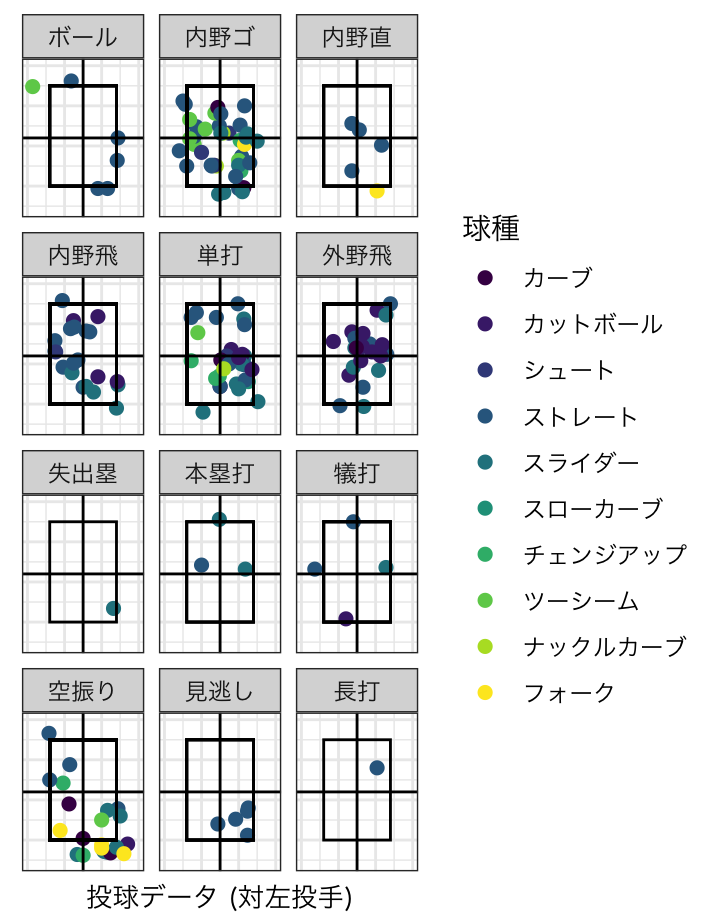 ボール
内野ゴ
内野直
内野飛
単打
外野飛
失出塁
本塁打
犠打
空振り
見逃し
長打
投球データ (対左投手)
球種
カーブ
カットボール
シュート
ストレート
スライダー
スローカーブ
チェンジアップ
ツーシーム
ナックルカーブ
フォーク